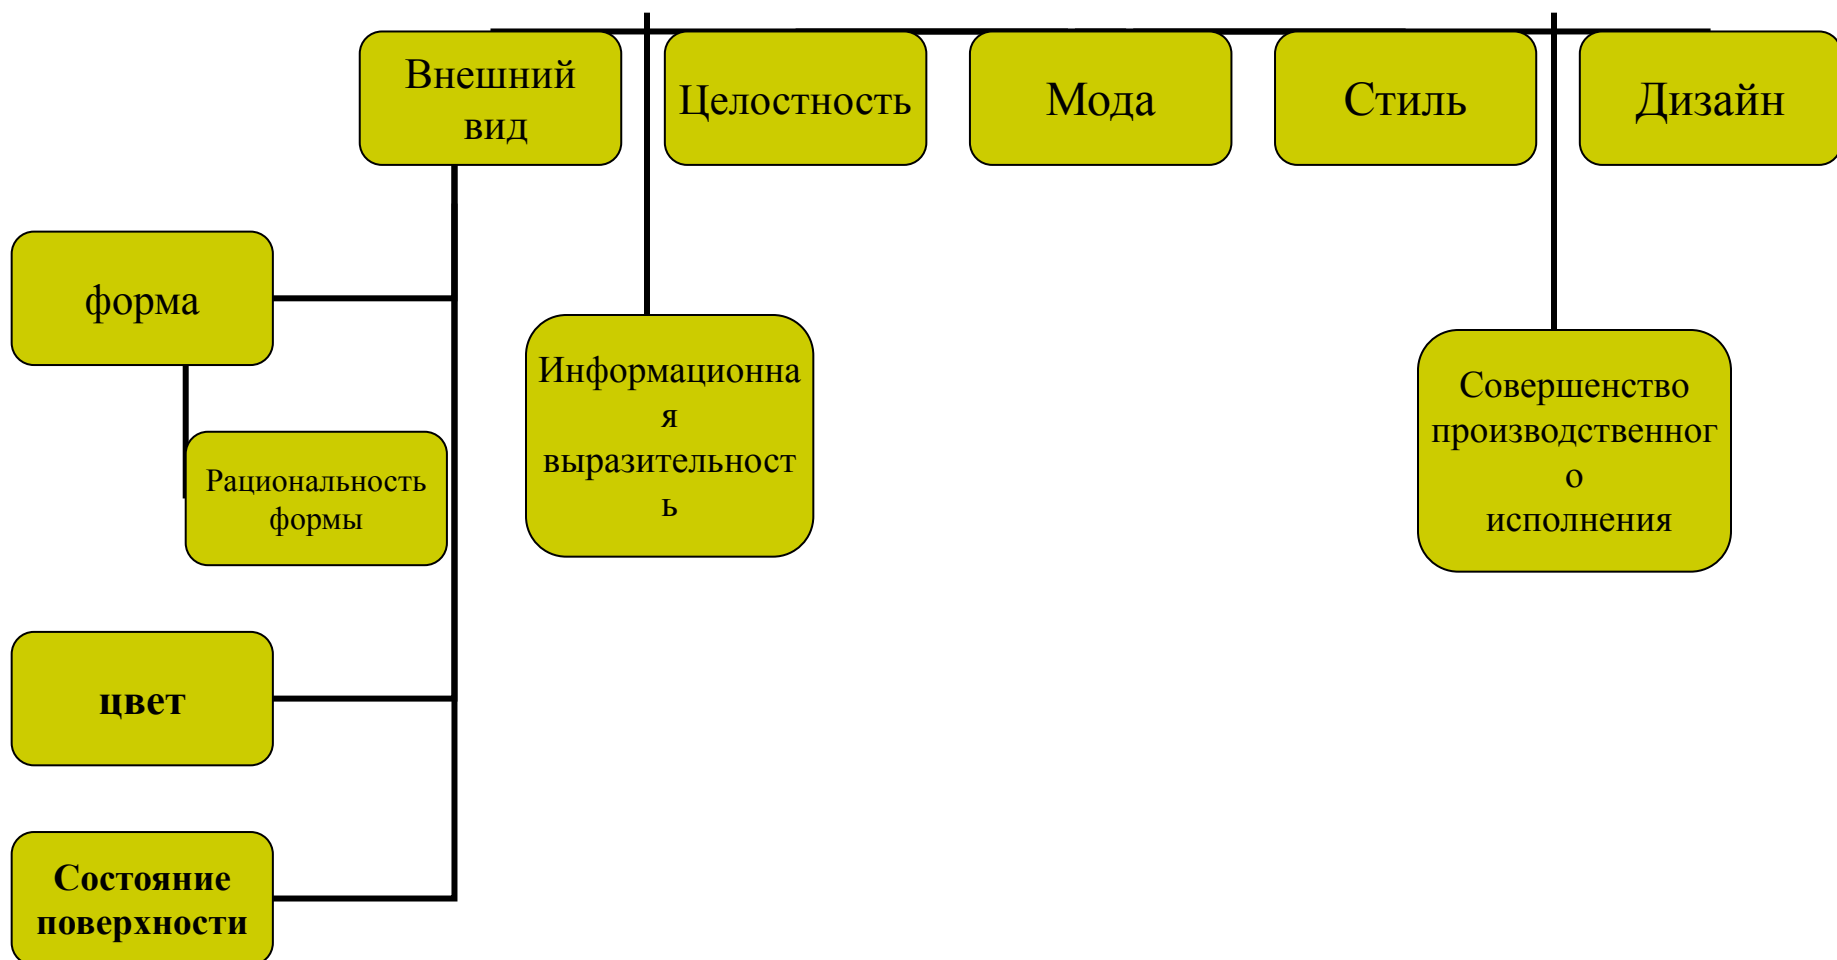 Внешний
вид
Целостность
Мода
Стиль
Дизайн
форма
Информационна
я
выразительност
ь
Совершенство
производственног
о
исполнения
Рациональность
формы
цвет
Состояние
поверхности